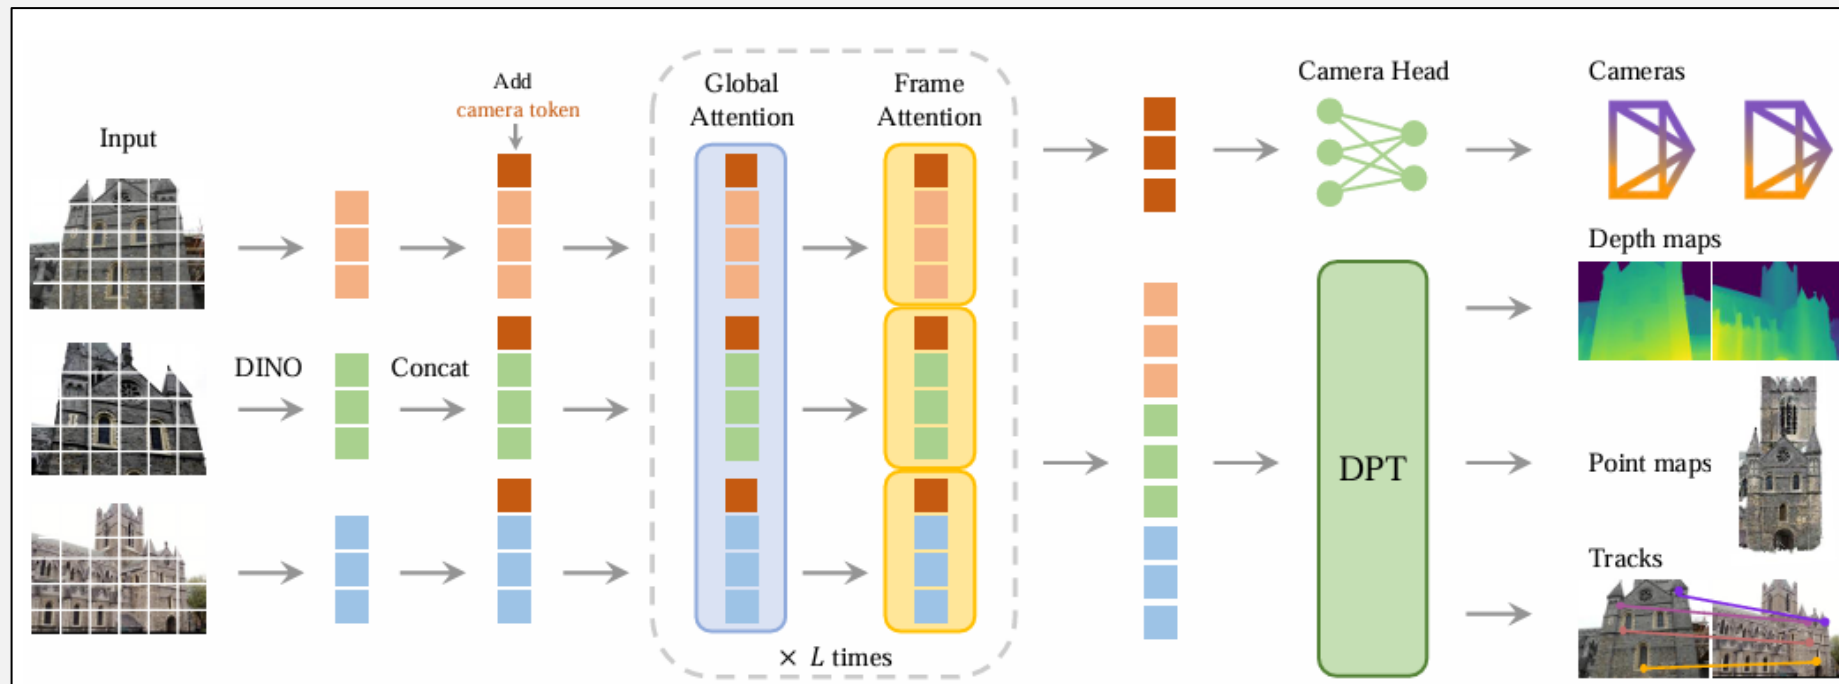 Input
DINO
Concat
Add
camera token
Global
Attention
Frame
Attention
× L times
Camera Head
DPT
Cameras
Depth maps
Point maps
Tracks